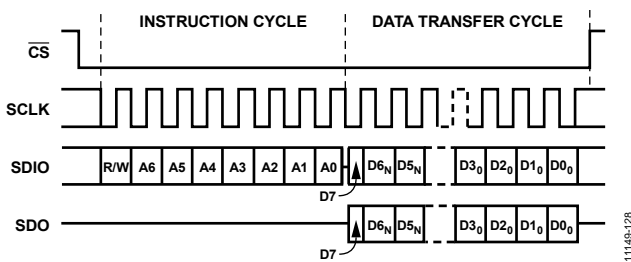 INSTRUCTION CYCLE DATA TRANSFER CYCLE
CS
SCLK
SDIO R/W A6 A5 A4 A3 A2 A1 A0 D6N D5N D30 D20 D10 D00
D7
SDO D6N D5N D30 D20 D10 D00
D7
11149-128